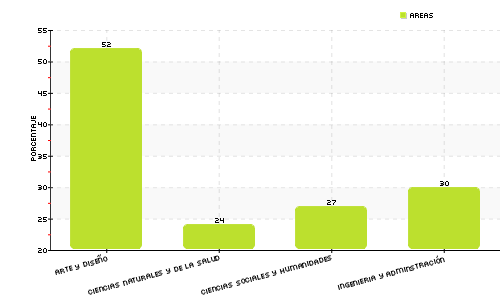 AREAS
PORCENTAJE
55
50
45
40
35
30
25
20
52
24
27
30
ARTE Y DISEÑO
CIENCIAS NATURALES Y DE LA SALUD
CIENCIAS SOCIALES Y HUMANIDADES
INGENIERIA Y ADMINSTRACIÓN